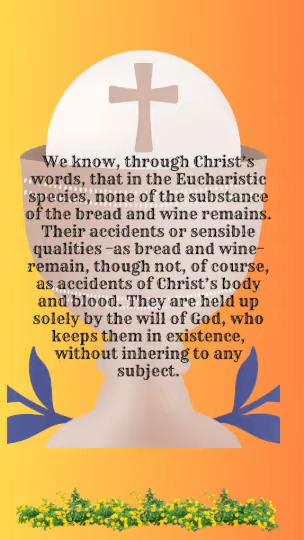 We know, through Christ's
words, that in the Eucharistic
species, none of the substance
of the bread and wine remains.
Their accidents or sensible
qualities –as bread and wine–
remain, though not, of course,
as accidents of Christ's body
and blood. They are held up
solely by the will of God, who
keeps them in existence,
without inhering to any
subject.